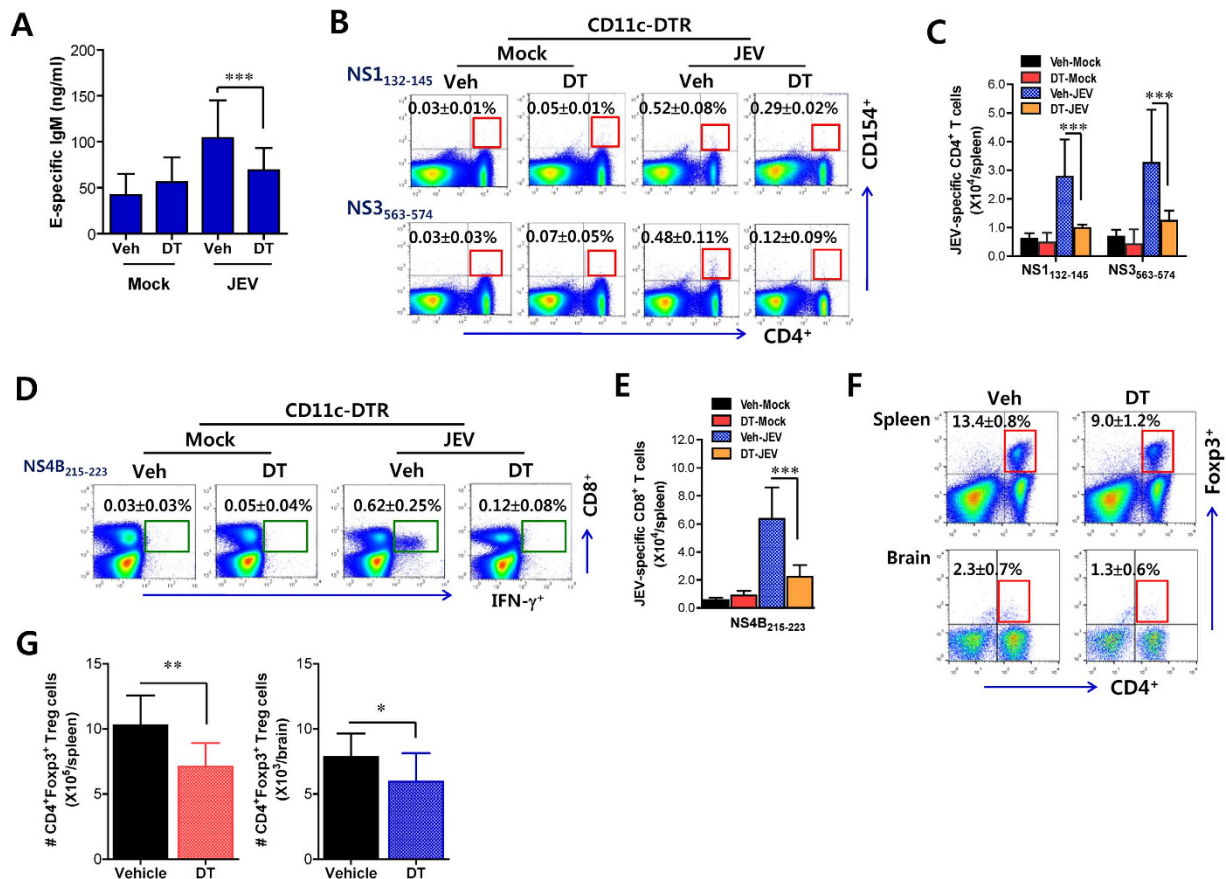 A
200
150
100
50
0
E-specific IgM (ng/ml)
***
Veh DT Veh DT
Mock JEV
B
CD11c-DTR
Mock JEV
NS1132-145
Veh DT Veh DT
0.03±0.01% 0.05±0.01% 0.52±0.08% 0.29±0.02%
CD154+
NS3563-574
0.03±0.03% 0.07±0.05% 0.48±0.11% 0.12±0.09%
CD4+
C
Veh-Mock
DT-Mock
Veh-JEV
DT-JEV
JEV-specific CD4+ T cells
(X10⁴/spleen)
6.0
5.0
4.0
3.0
2.0
1.0
0.0
*** ***
NS1132-145 NS3563-574
D
CD11c-DTR
Mock JEV
NS4B215-223
Veh DT Veh DT
0.03±0.03% 0.05±0.04% 0.62±0.25% 0.12±0.08%
CD8+
IFN-γ+
E
Veh-Mock
DT-Mock
Veh-JEV
DT-JEV
JEV-specific CD8+ T cells
(X10⁴/spleen)
12.0
10.0
8.0
6.0
4.0
2.0
0.0
***
NS4B215-223
F
Veh DT
Spleen
13.4±0.8% 9.0±1.2%
Foxp3+
Brain
2.3±0.7% 1.3±0.6%
CD4+
G
# CD4+Foxp3+ Treg cells
(X10⁵/spleen)
15
10
5
0
**
Vehicle DT
# CD4+Foxp3+ Treg cells
(X10³/brain)
15
10
5
0
*
Vehicle DT